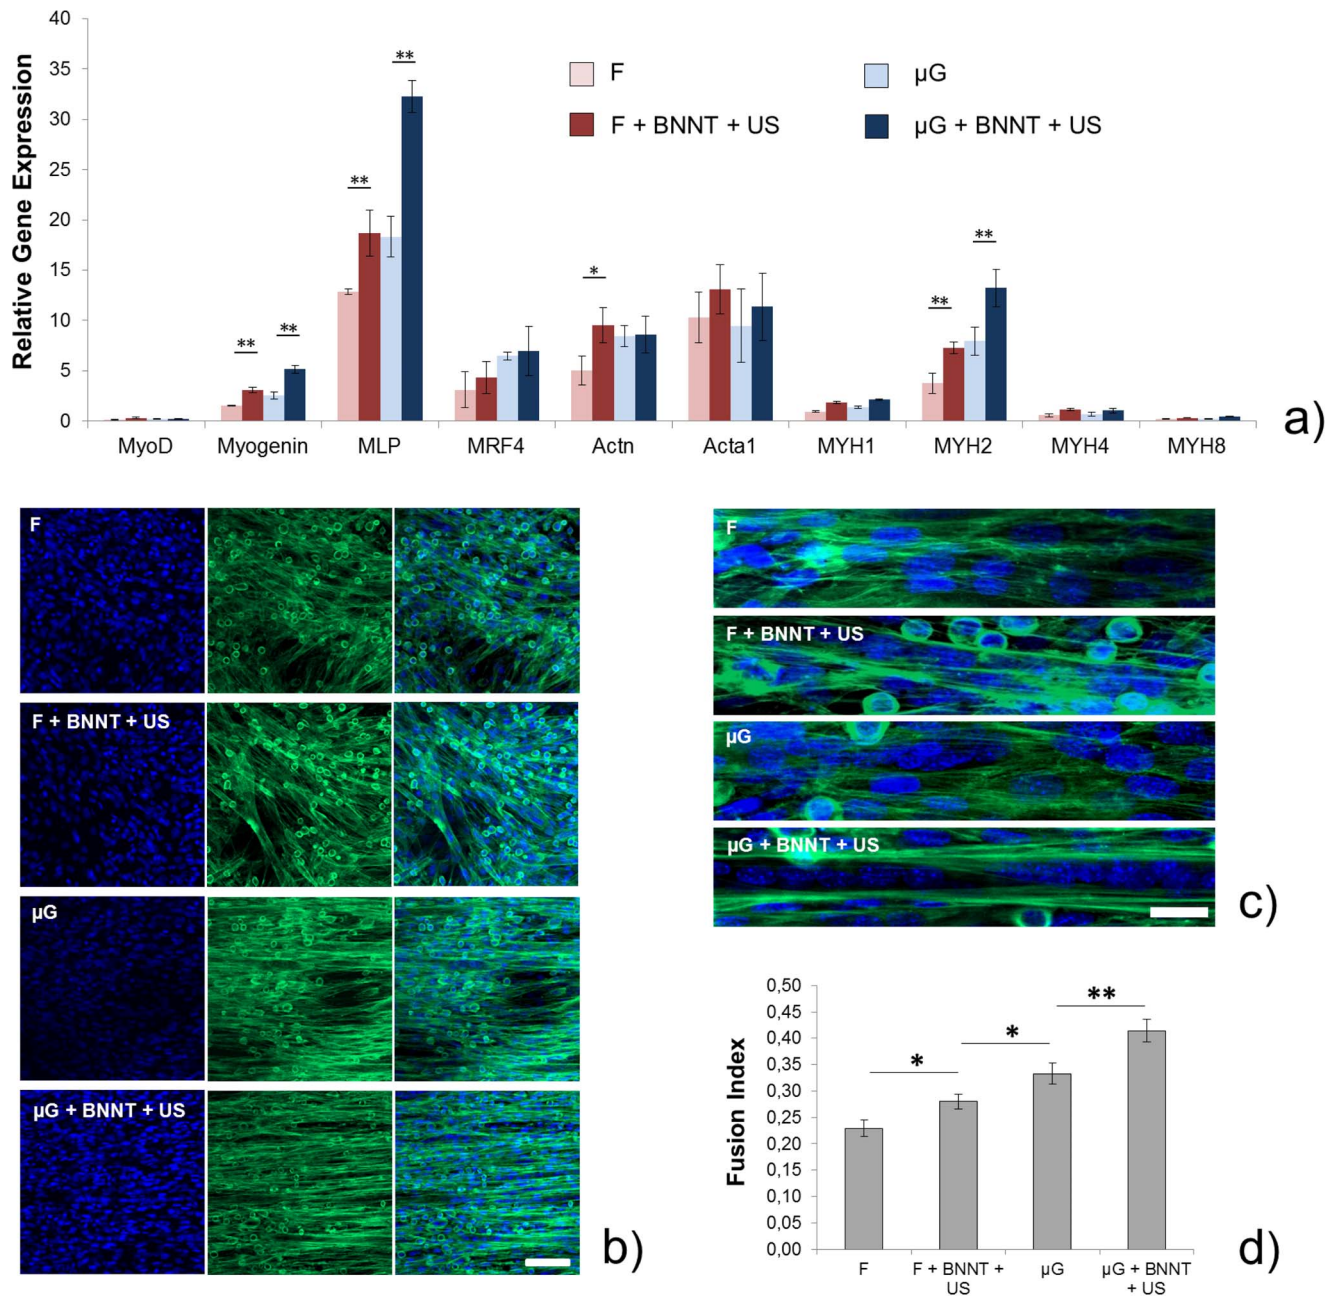 40
35
30
25
20
15
10
5
0
Relative Gene Expression
F
F + BNNT + US
µG
µG + BNNT + US
**
**
**
**
*
**
**
MyoD
Myogenin
MLP
MRF4
Actn
Acta1
MYH1
MYH2
MYH4
MYH8
a)
F
F + BNNT + US
µG
µG + BNNT + US
b)
F
F + BNNT + US
µG
µG + BNNT + US
c)
0,50
0,45
0,40
0,35
0,30
0,25
0,20
0,15
0,10
0,05
0,00
Fusion Index
*
*
**
F
F + BNNT +
US
µG
µG + BNNT
+ US
d)